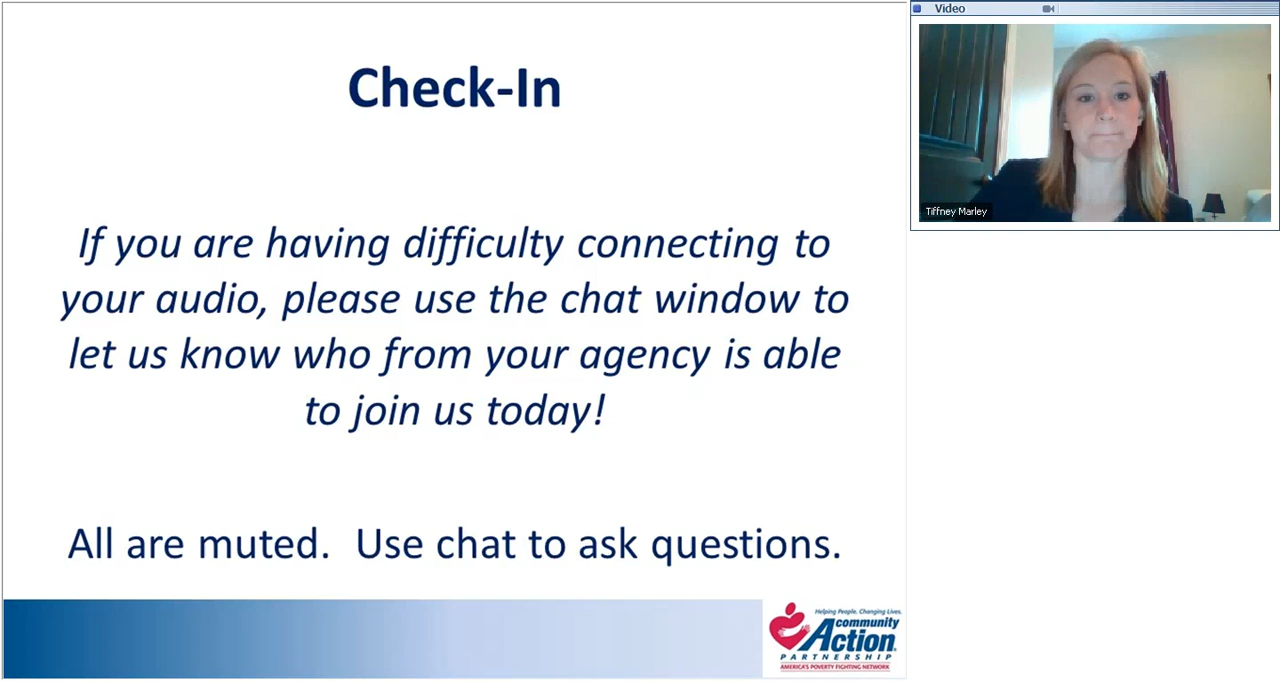 Check-In
If you are having difficulty connecting to
your audio, please use the chat window to
let us know who from your agency is able
to join us today!
All are muted.  Use chat to ask questions.
Helping People. Changing Lives.
community
Action
PARTNERSHIP
AMERICA'S POVERTY FIGHTING NETWORK
Video
Tiffney Marley